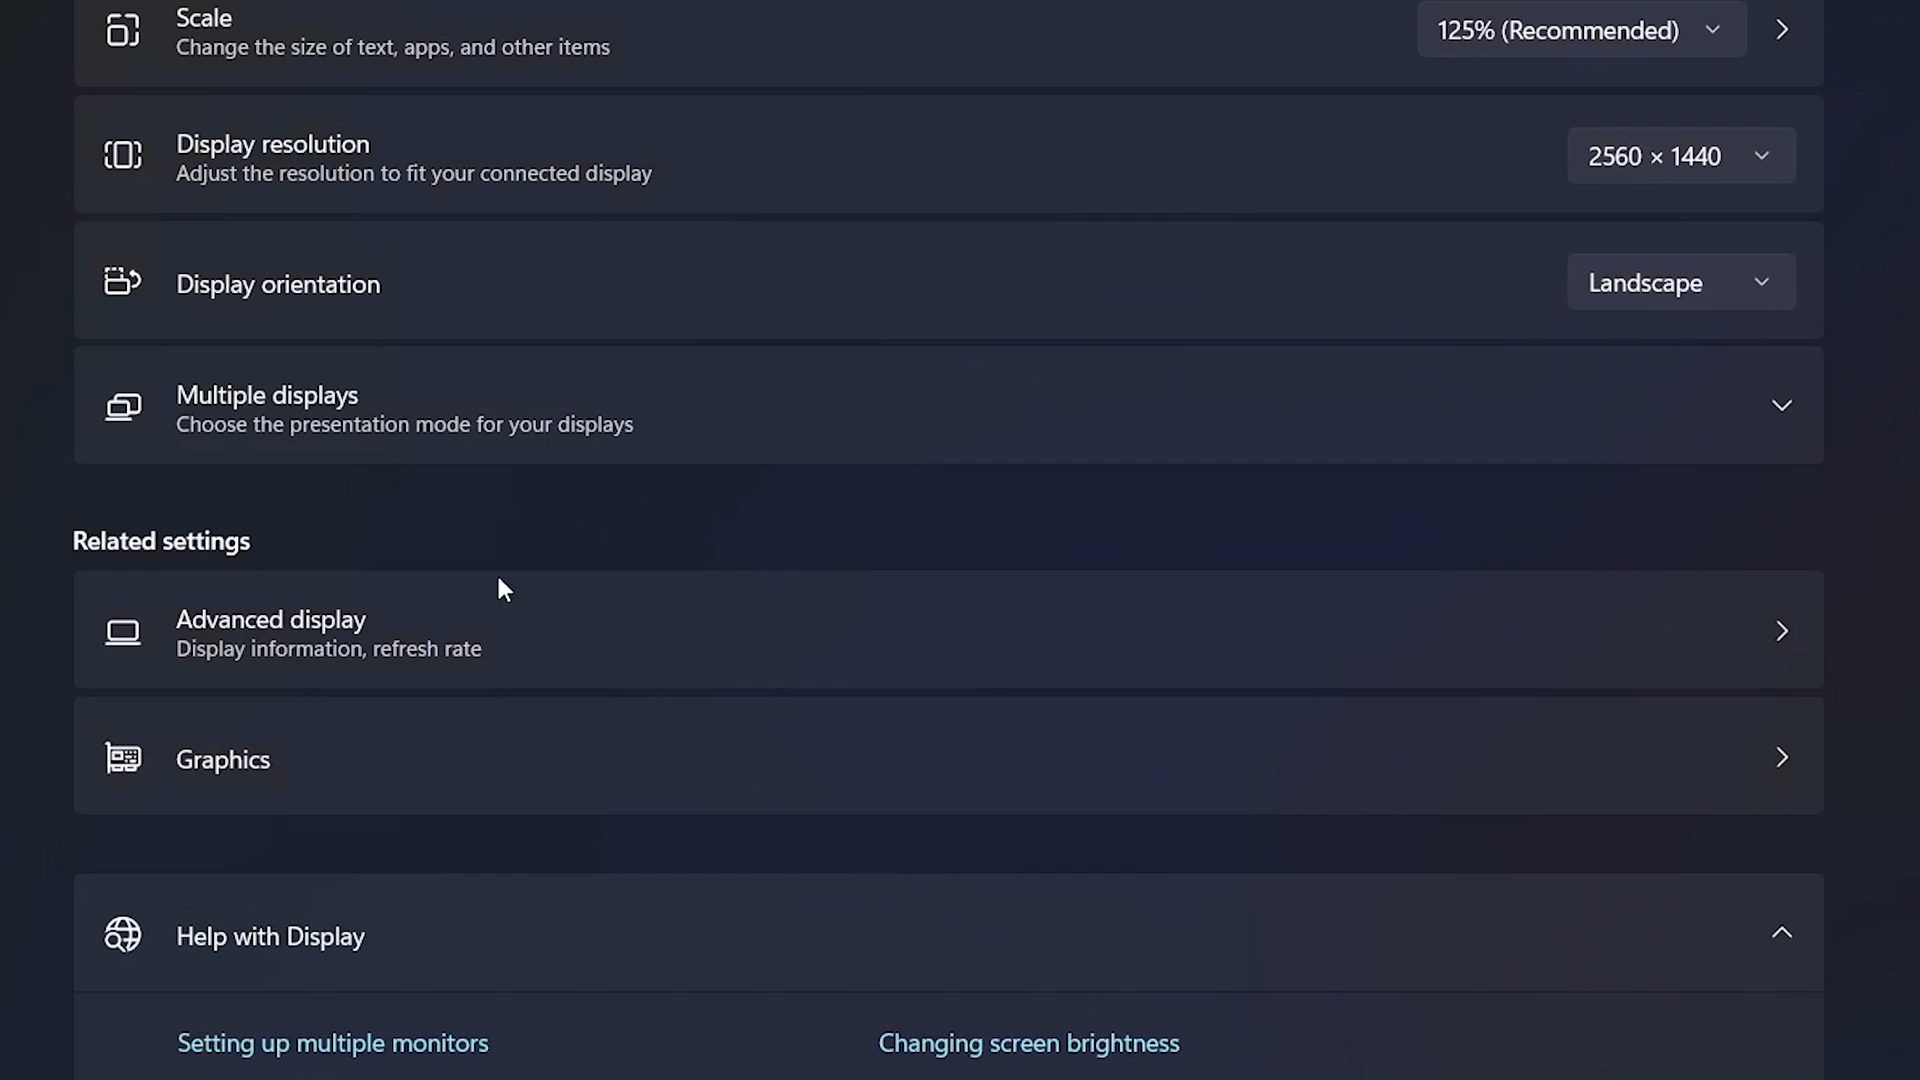 Scale
Change the size of text, apps, and other items
125% (Recommended)
Display resolution
Adjust the resolution to fit your connected display
2560 × 1440
Display orientation
Landscape
Multiple displays
Choose the presentation mode for your displays
Related settings
Advanced display
Display information, refresh rate
Graphics
Help with Display
Setting up multiple monitors
Changing screen brightness